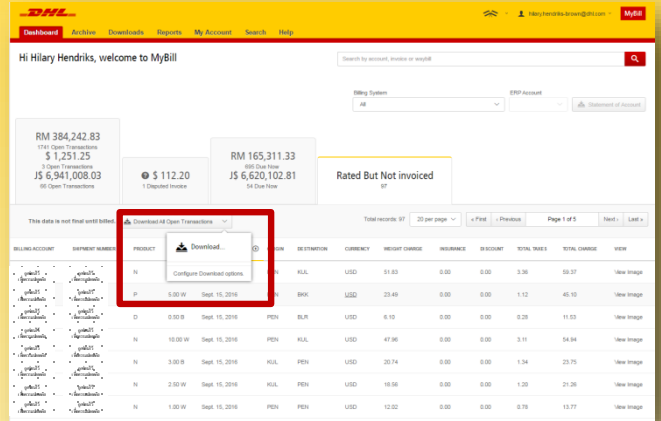 DHL
hilary.hendriks-brown@dhl.com MyBill
Dashboard Archive Downloads Reports My Account Search Help
Hi Hilary Hendriks, welcome to MyBill
Search by account, invoice or waybill
Billing System ERP Account
All Statement of Account
RM 384,242.83
1741 Open Transactions
$ 1,251.25
3 Open Transactions
J$ 6,941,008.03
66 Open Transactions
$ 112.20
1 Disputed Invoice
RM 165,311.33
695 Due Now
J$ 6,620,102.81
54 Due Now
Rated But Not invoiced
97
This data is not final until billed. Download All Open Transactions Total records: 97 20 per page « First ‹ Previous Page 1 of 5 Next › Last »
Download...
Configure Download options
BILLING ACCOUNT SHIPMENT NUMBER PRODUCT DESTINATION CURRENCY WEIGHT CHARGE INSURANCE DISCOUNT TOTAL TAXES TOTAL CHARGE VIEW
N KUL USD 51.83 0.00 0.00 3.36 59.37 View Image
P 5.00 W Sept. 15, 2016 BKK USD 23.49 0.00 0.00 1.12 45.10 View Image
D 0.50 B Sept. 15, 2016 PEN BLR USD 6.10 0.00 0.00 0.28 11.53 View Image
N 10.00 W Sept. 15, 2016 PEN KUL USD 47.96 0.00 0.00 3.11 54.94 View Image
N 3.00 B Sept. 15, 2016 KUL PEN USD 20.74 0.00 0.00 1.34 23.75 View Image
N 2.50 W Sept. 15, 2016 KUL PEN USD 18.56 0.00 0.00 1.20 21.26 View Image
N 1.00 W Sept. 15, 2016 PEN PEN USD 12.02 0.00 0.00 0.78 13.77 View Image